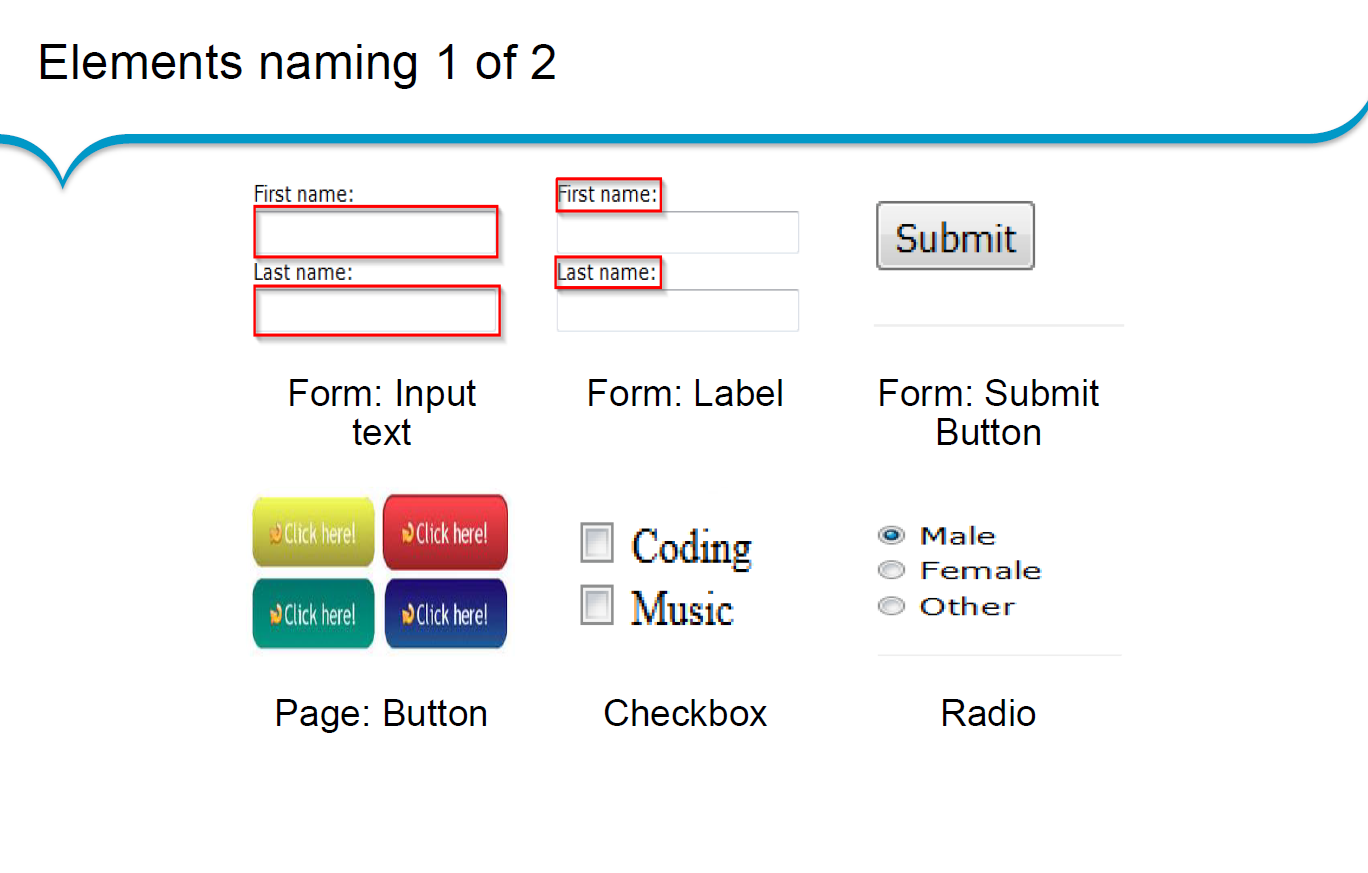 Elements naming 1 of 2
First name:
Last name:
First name:
Last name:
Submit
Form: Input
text
Form: Label
Form: Submit
Button
Click here!
Click here!
Click here!
Click here!
Coding
Music
Male
Female
Other
Page: Button
Checkbox
Radio